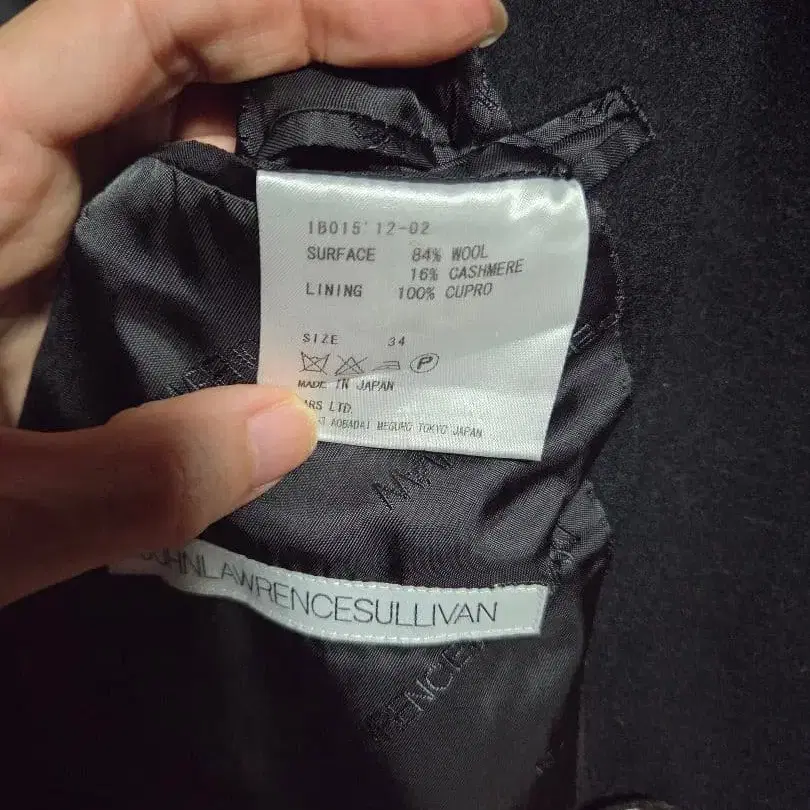 1B015'12-02
SURFACE 84% WOOL
16% CASHMERE
LINING 100% CUPRO
SIZE 34
P
MADE IN JAPAN
LTD.
AOBADAI MEGURO TOKYO JAPAN
JOHNLAWRENCESULLIVAN